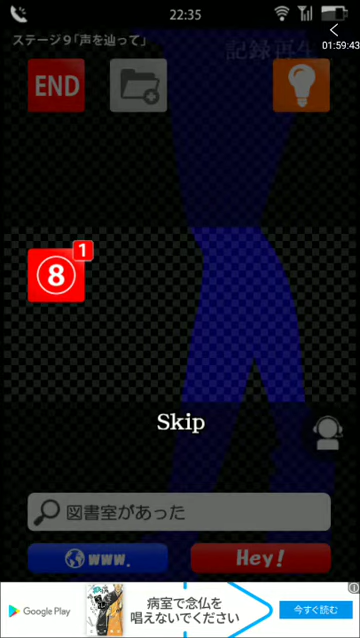 22:35
01:59:43
ステージ９「声を辿って」
記録再生
END
8
1
Skip
図書室があった
www.
Hey!
Google Play
病室で念仏を
唱えないでください
今すぐ読む